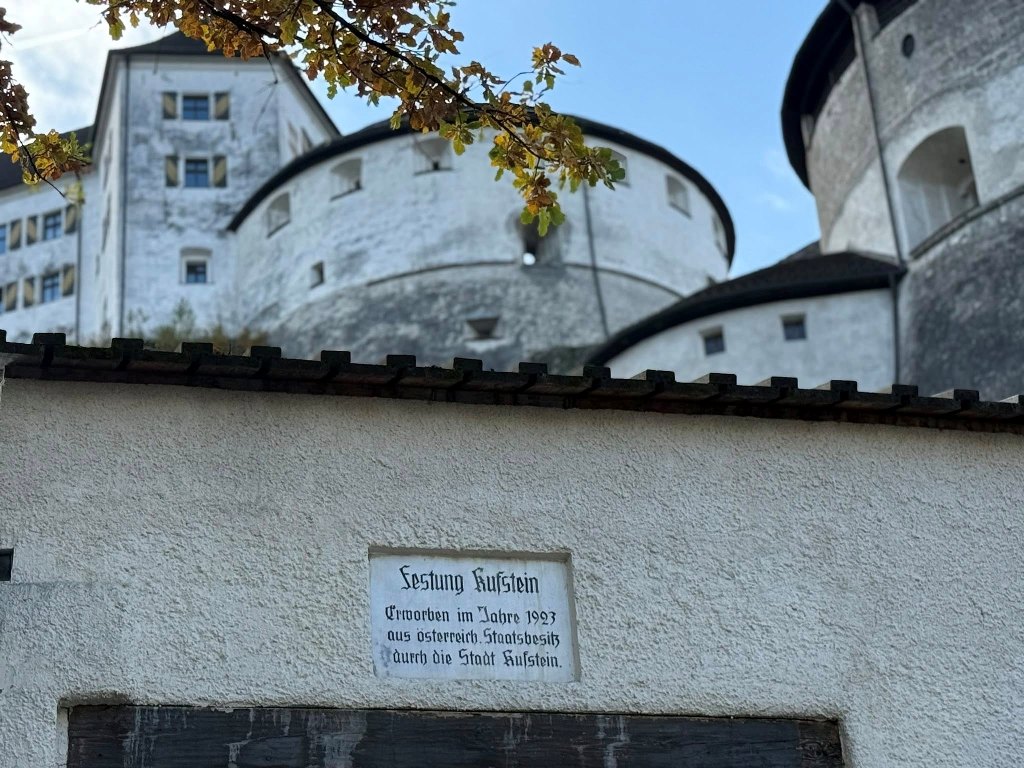 Festung Kufstein
Erworben im Jahre 1923
aus österreich. Staatsbesitz
durch die Stadt Kufstein.